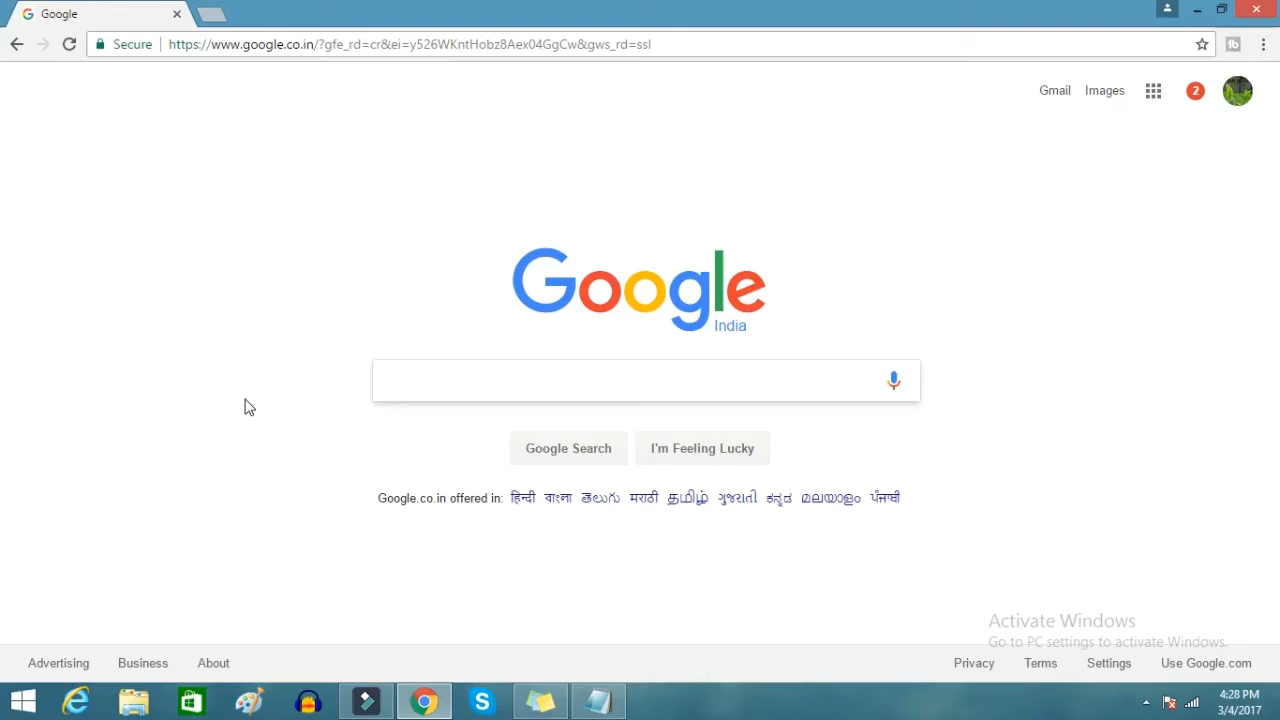 Google
Secure https://www.google.co.in/?gfe_rd=cr&ei=y526WKntHobz8Aex04GgCw&gws_rd=ssl
Gmail Images 2
Google
India
Google Search I'm Feeling Lucky
Google.co.in offered in: हिन्दी বাংলা తెలుగు मराठी தமிழ் ગુજરાતી ಕನ್ನಡ മലയാളം ਪੰਜਾਬੀ
Activate Windows
Go to PC settings to activate Windows.
Advertising Business About Privacy Terms Settings Use Google.com
4:28 PM
3/4/2017